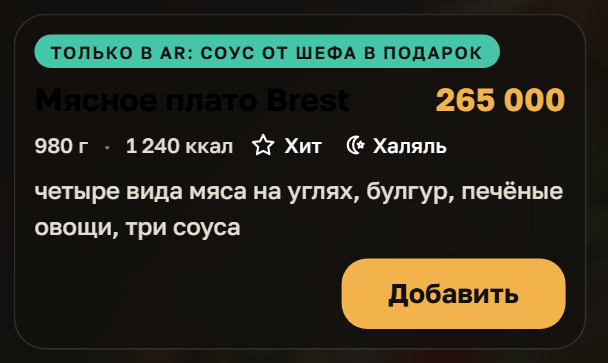 ТОЛЬКО В AR: СОУС ОТ ШЕФА В ПОДАРОК
Мясное плато Brest 265 000
980 г · 1 240 ккал Хит Халяль
четыре вида мяса на углях, булгур, печёные
овощи, три соуса
Добавить